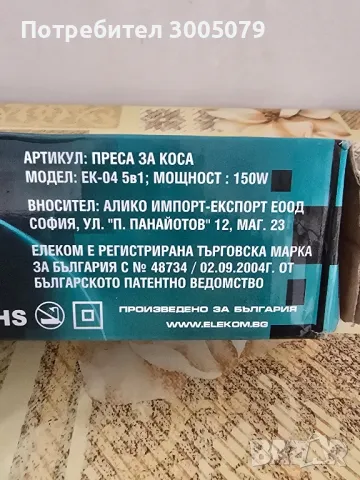 Потребител 3005079
АРТИКУЛ: ПРЕСА ЗА КОСА
МОДЕЛ: ЕК-04 5в1; МОЩНОСТ : 150W
ВНОСИТЕЛ: АЛИКО ИМПОРТ-ЕКСПОРТ ЕООД
СОФИЯ, УЛ. "П. ПАНАЙОТОВ" 12, МАГ. 23
ЕЛЕКОМ Е РЕГИСТРИРАНА ТЪРГОВСКА МАРКА
ЗА БЪЛГАРИЯ С № 48734 / 02.09.2004Г. ОТ
БЪЛГАРСКОТО ПАТЕНТНО ВЕДОМСТВО
HS
ПРОИЗВЕДЕНО ЗА БЪЛГАРИЯ
WWW.ELEKOM.BG
BAZAR